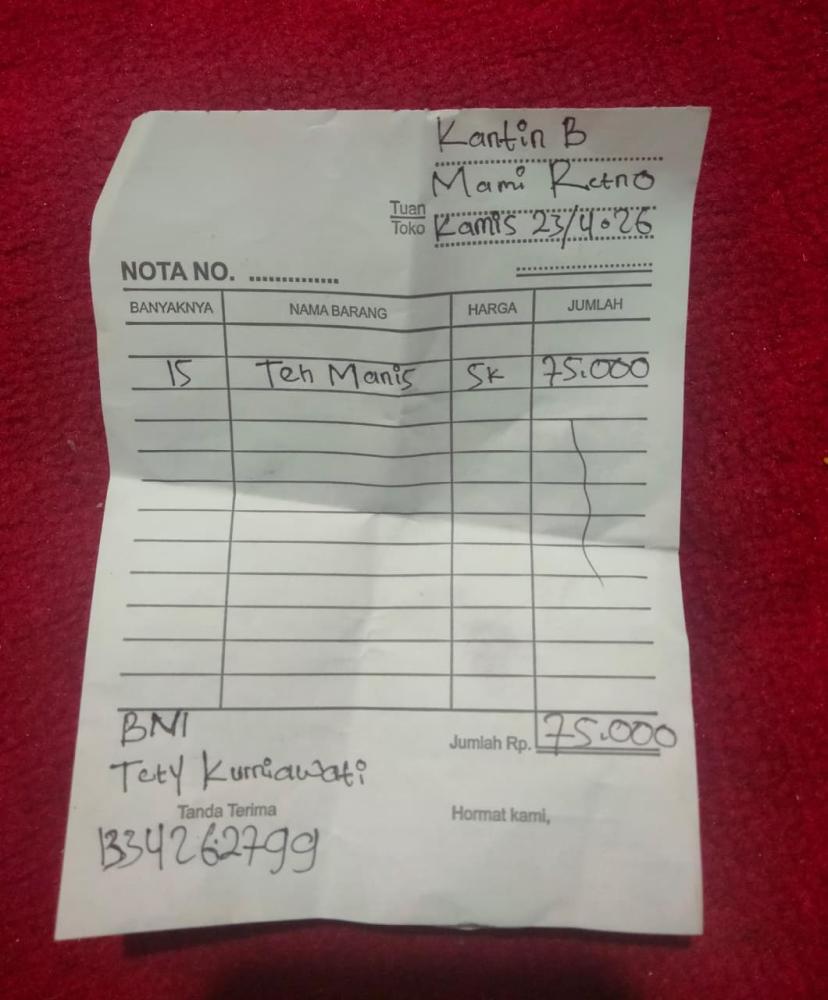 Kantin B
Mami Retno
Tuan
Toko
Kamis 23/4.26
NOTA NO. ..............
BANYAKNYA NAMA BARANG HARGA JUMLAH
15 Teh Manis 5k 75.000
BNI
Jumlah Rp. 75.000
Tety Kurniawati
Tanda Terima Hormat kami,
1334262799